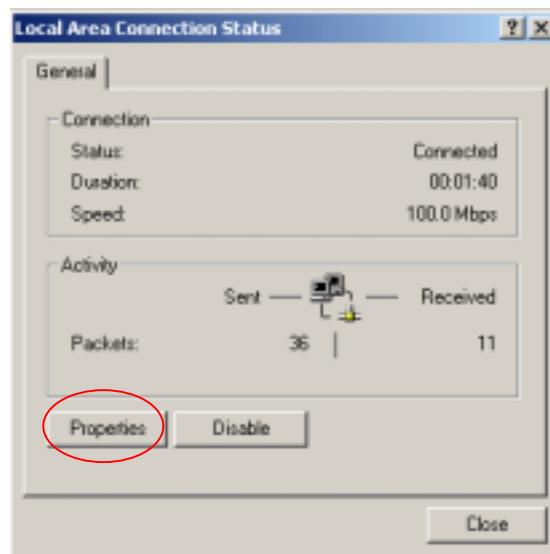 Local Area Connection Status
General
Connection
Status: Connected
Duration: 00:01:40
Speed: 100.0 Mbps
Activity
Sent Received
Packets: 36 11
Properties Disable
Close